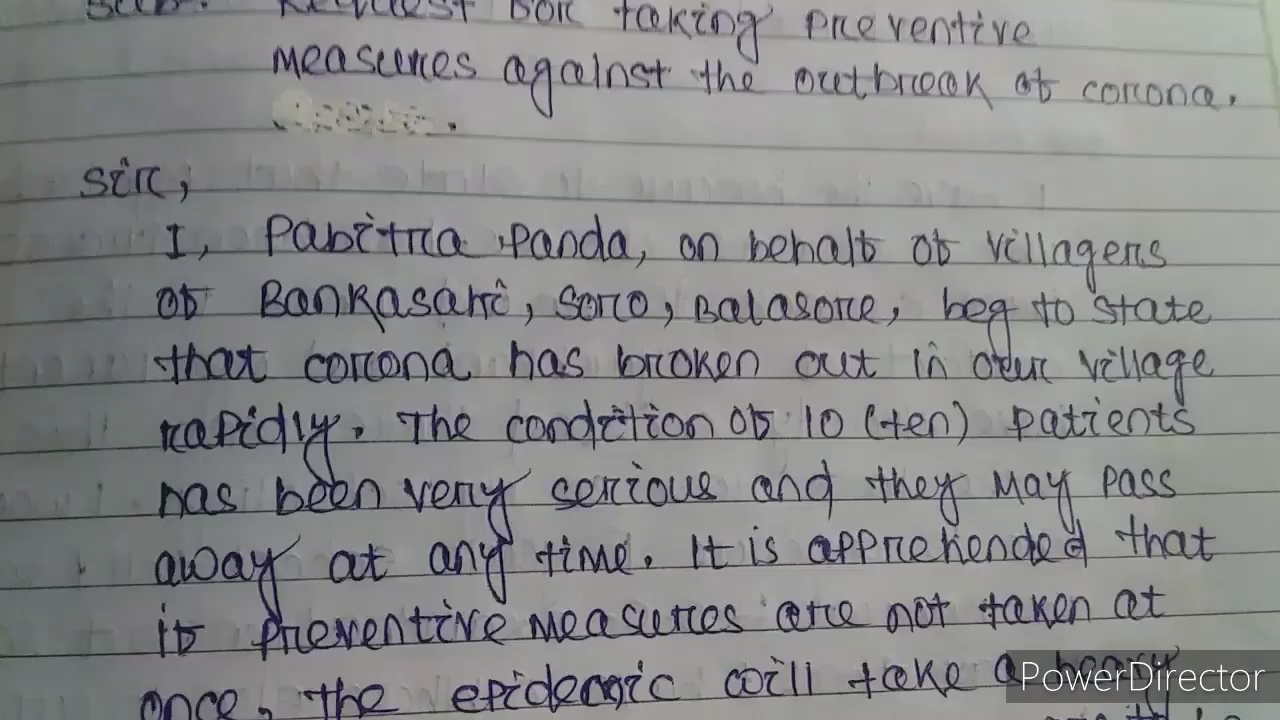 Sub: Request for taking preventive
measures against the outbreak of corona.
Sir,
I, Pabitra Panda, on behalf of villagers
of Bankasahi, Soro, Balasore, beg to state
that corona has broken out in our village
rapidly. The condition of 10 (ten) patients
has been very serious and they may pass
away at any time. It is apprehended that
if preventive measures are not taken at
once, the epidemic will take a heavy
PowerDirector